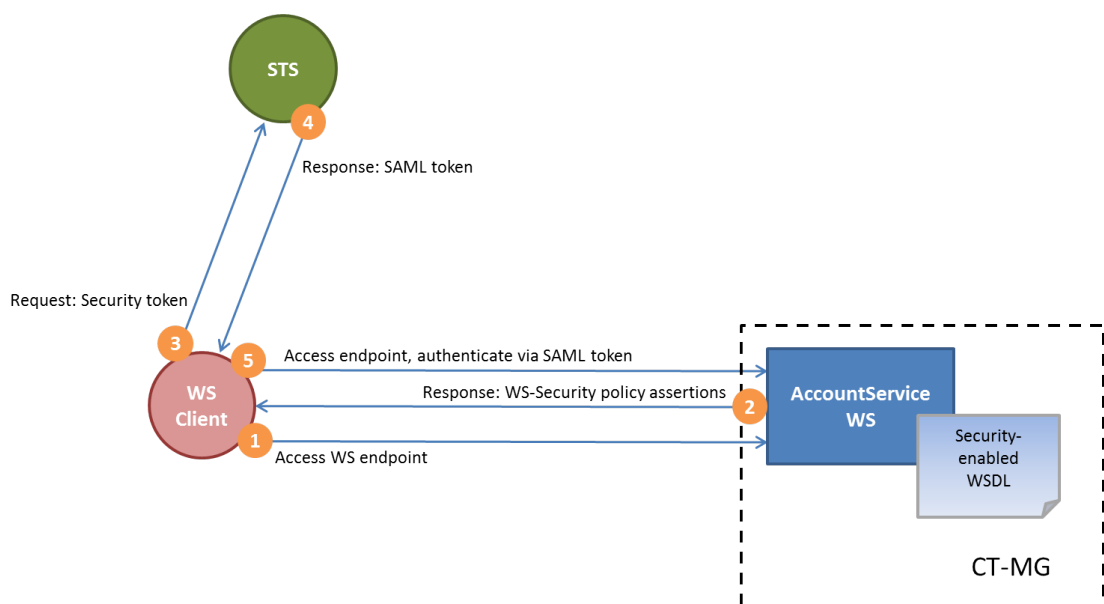 STS
4
Response: SAML token
Request: Security token
3
5
Access endpoint, authenticate via SAML token
WS
Client
Response: WS-Security policy assertions
2
AccountService
WS
1
Access WS endpoint
Security-
enabled
WSDL
CT-MG